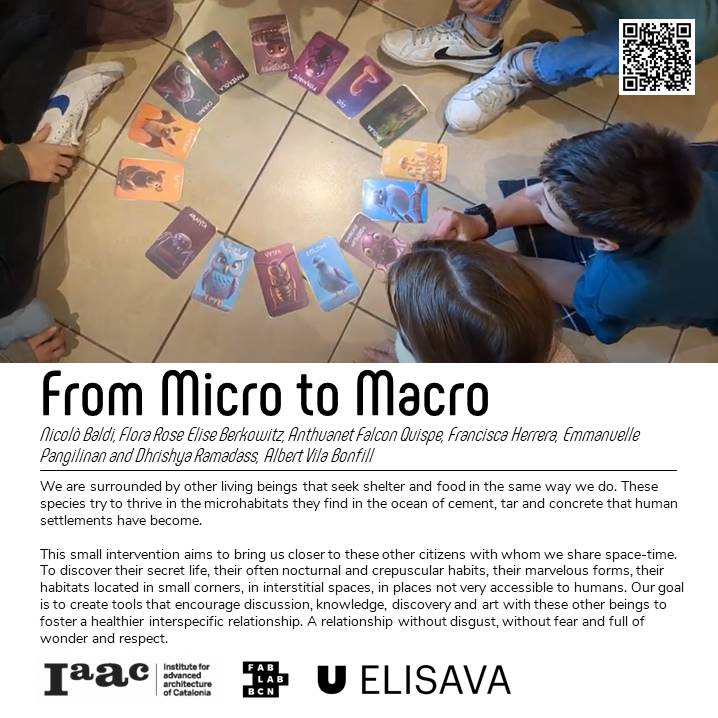 From Micro to Macro
Nicolò Baldi, Flora Rose Elise Berkowitz, Anthuanet Falcon Quispe, Francisca Herrera, Emmanuelle
Pangilinan and Dhrishya Ramadass, Albert Vila Bonfill
We are surrounded by other living beings that seek shelter and food in the same way we do. These
species try to thrive in the microhabitats they find in the ocean of cement, tar and concrete that human
settlements have become.
This small intervention aims to bring us closer to these other citizens with whom we share space-time.
To discover their secret life, their often nocturnal and crepuscular habits, their marvelous forms, their
habitats located in small corners, in interstitial spaces, in places not very accessible to humans. Our goal
is to create tools that encourage discussion, knowledge, discovery and art with these other beings to
foster a healthier interspecific relationship. A relationship without disgust, without fear and full of
wonder and respect.
Iaac
Institute for
advanced
architecture
of Catalonia
FAB
LAB
BCN
U ELISAVA